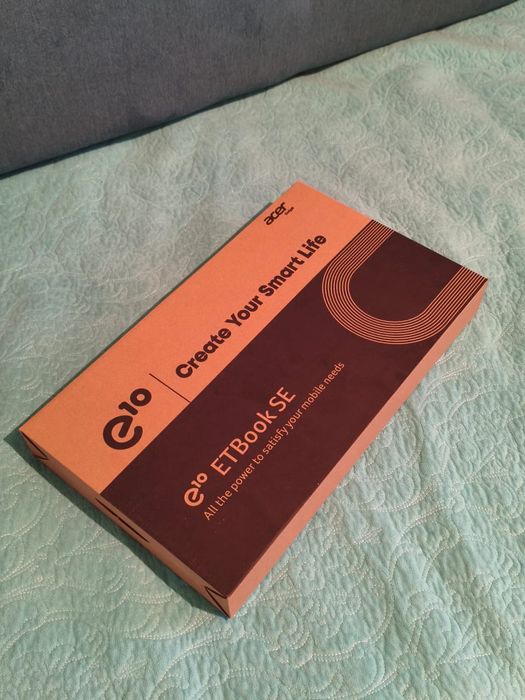 acer
e10 | Create Your Smart Life
e10 ETBook SE
All the power to satisfy your mobile needs